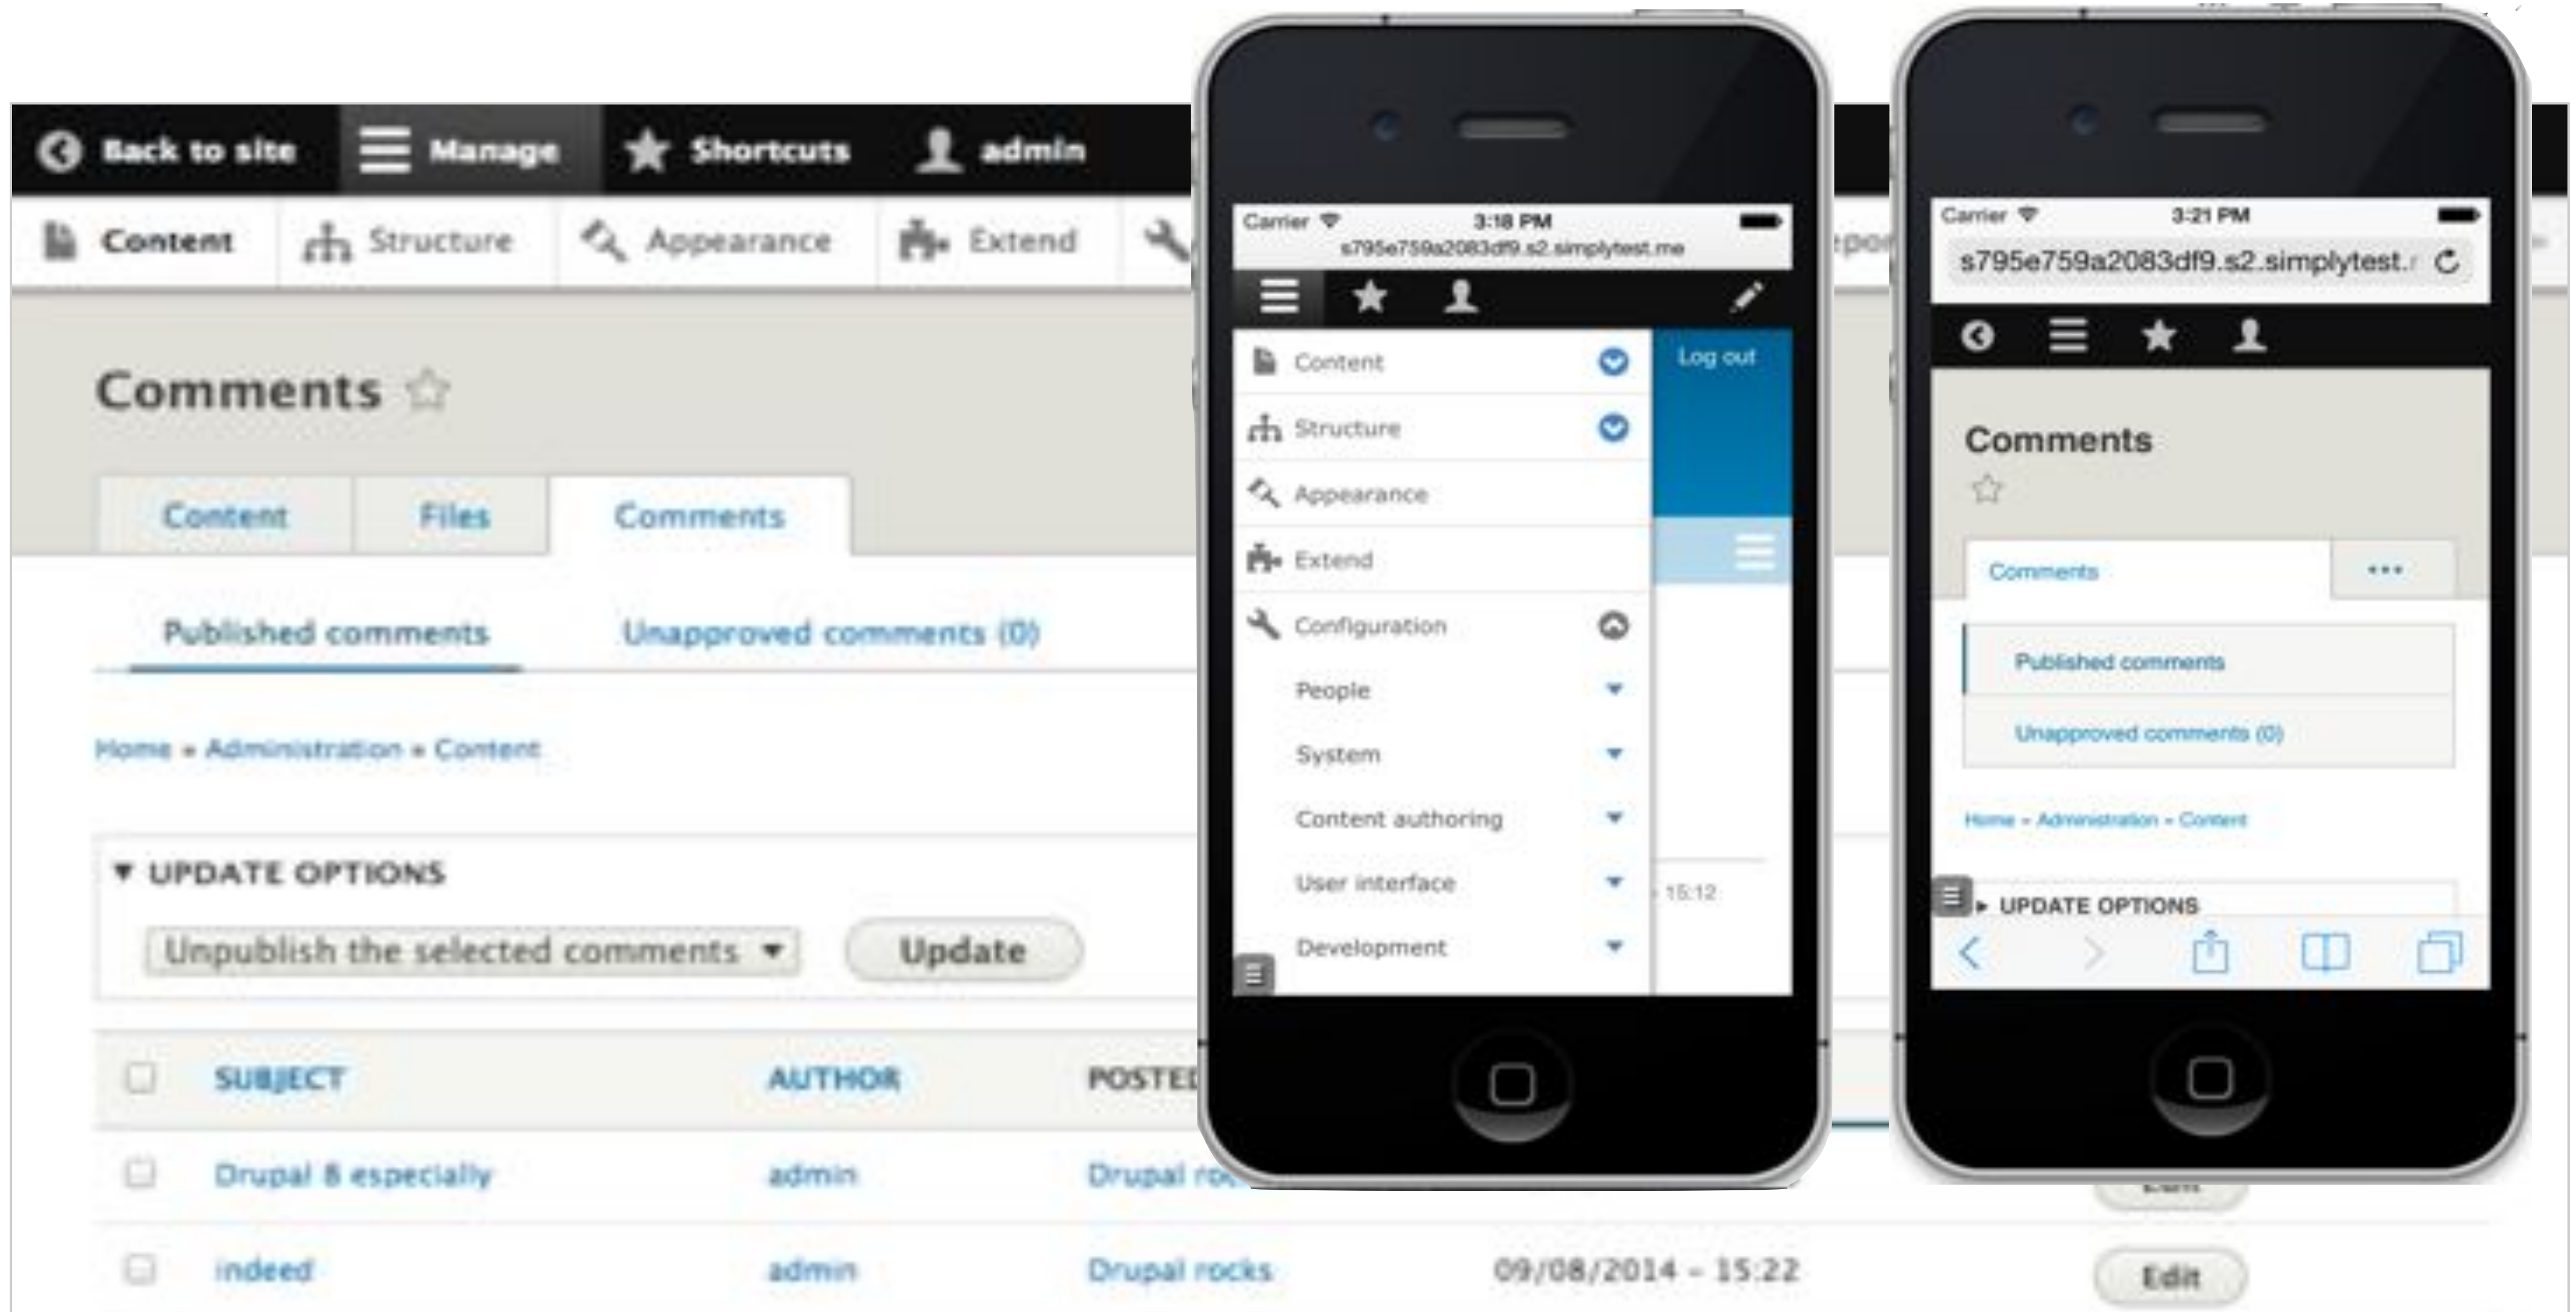 Back to site Manage Shortcuts admin
Content Structure Appearance Extend
Comments
Content Files Comments
Published comments Unapproved comments (0)
Home » Administration » Content
▼ UPDATE OPTIONS
Unpublish the selected comments Update
SUBJECT AUTHOR POSTED
Drupal 8 especially admin Drupal
Edit
indeed admin Drupal rocks 09/08/2014 - 15:22 Edit
Carrier 3:18 PM
s795e759a2083df9.s2.simplytest.me
Content Log out
Structure
Appearance
Extend
Configuration
People
System
Content authoring
User interface
15:12
Development
Carrier 3:21 PM
s795e759a2083df9.s2.simplytest.
Comments
Comments •••
Published comments
Unapproved comments (0)
Home » Administration » Content
▸ UPDATE OPTIONS